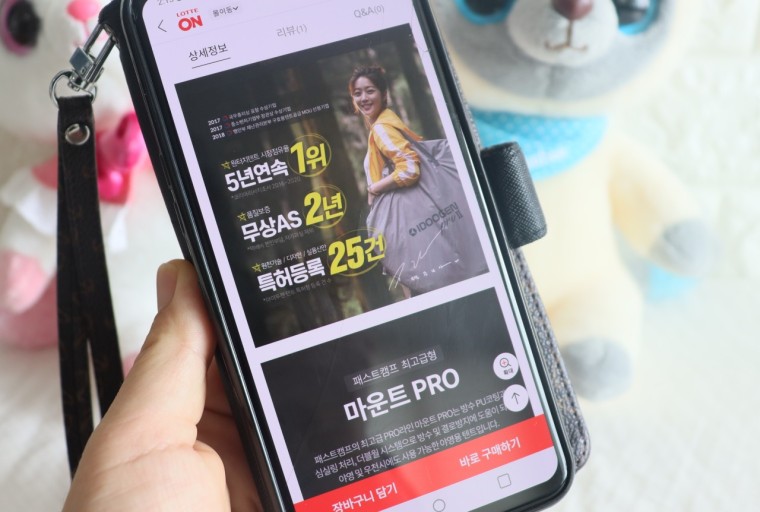 LOTTE
ON
롤이동
상세정보
리뷰(1)
Q&A(0)
2017
2017
2018
원터치텐트 시장점유율
5년연속 1위
품질보증
무상AS 2년
원천기술 / 디자인 / 실용신안
특허등록 25건
IDOOGEN
패스트캠프 최고급형
마운트 PRO
확대
패스트캠프의 최고급 PRO라인 마운트 PRO는 방수 PU코팅과
심실링 처리, 더블월 시스템으로 방수 및 결로방지에 도움이 되
야영 및 우천시에도 사용 가능한 야영용 텐트입니다.
장바구니 담기
바로 구매하기